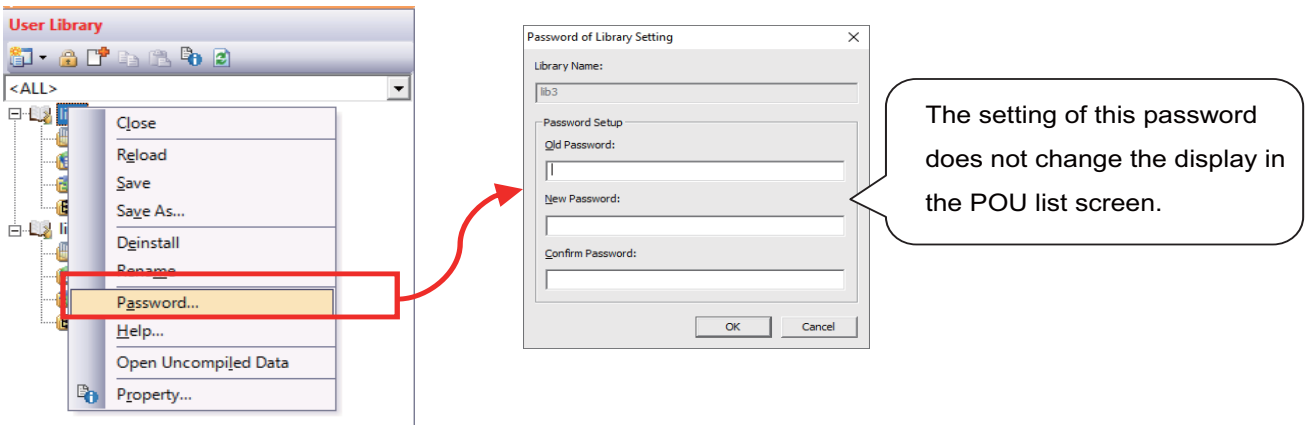 User Library
<ALL>
Close
Reload
Save
Save As...
Deinstall
Rename
Password...
Help...
Open Uncompiled Data
Property...
Password of Library Setting
Library Name:
lib3
Password Setup
Old Password:
New Password:
Confirm Password:
OK Cancel
The setting of this password
does not change the display in
the POU list screen.